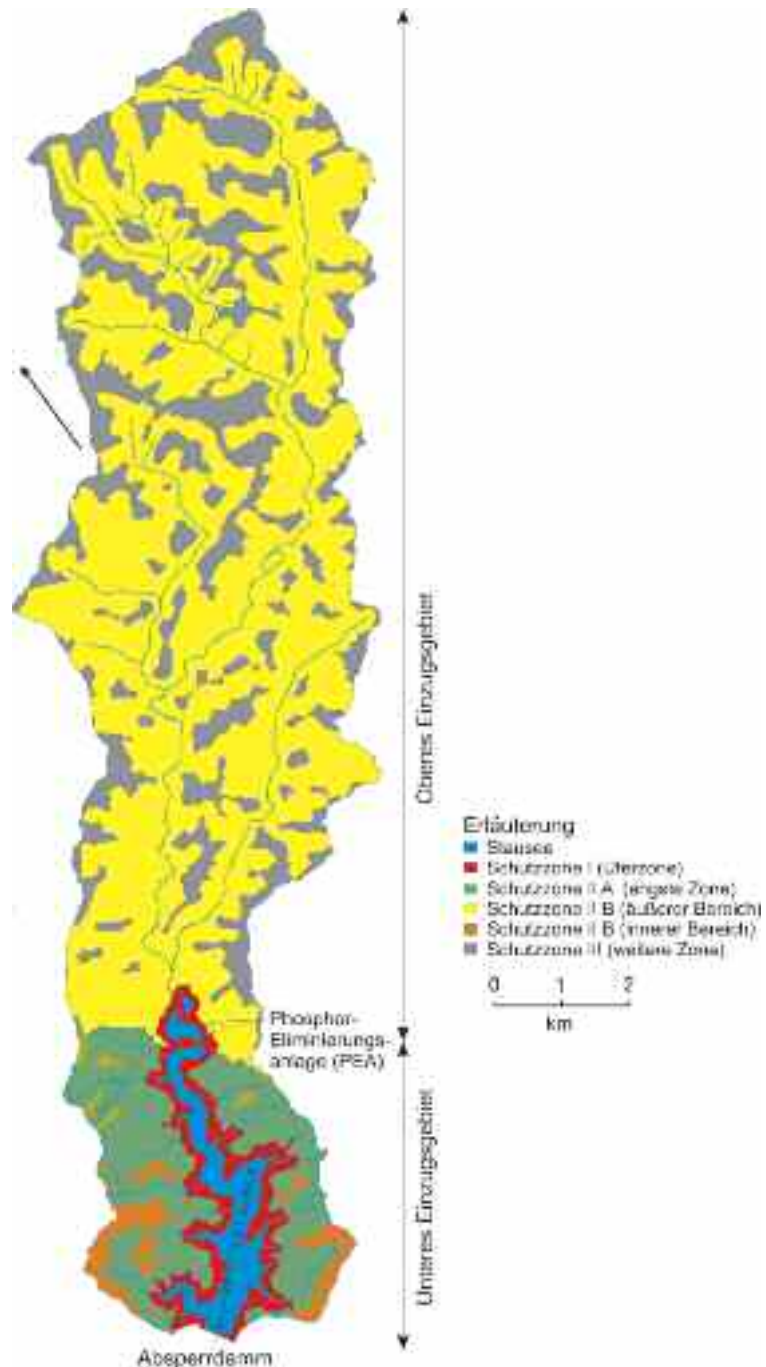 Oberes Einzugsgebiet
Erläuterung
Stausee
Schutzzone I (Uferzone)
Schutzzone II A (engste Zone)
Schutzzone II B (äußerer Bereich)
Schutzzone II B (innerer Bereich)
Schutzzone III (weitere Zone)
0 1 2
km
Phosphor-
Eliminierungs-
anlage (PEA)
Unteres Einzugsgebiet
Absperrdamm